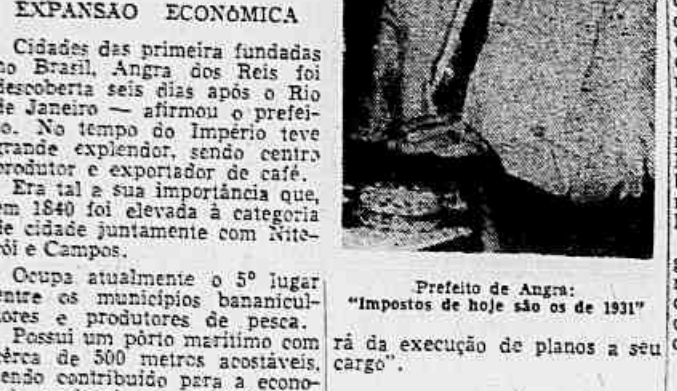 EXPANSÃO ECONÔMICA
Cidades das primeira fundadas
no Brasil, Angra dos Reis foi
descoberta seis dias após o Rio
de Janeiro — afirmou o prefei-
to. No tempo do Império teve
grande explendor, sendo centro
produtor e exportador de café.
Era tal a sua importância que,
em 1840 foi elevada à categoria
de cidade juntamente com Nite-
rói e Campos.
Ocupa atualmente o 5º lugar
entre os municípios bananicul-
tores e produtores de pesca.
Possui um pôrto marítimo com
cêrca de 500 metros acostáveis,
tendo contribuído para a econo-
Prefeito de Angra:
"Impostos de hoje são os de 1931"
rá da execução de planos a seu
cargo".